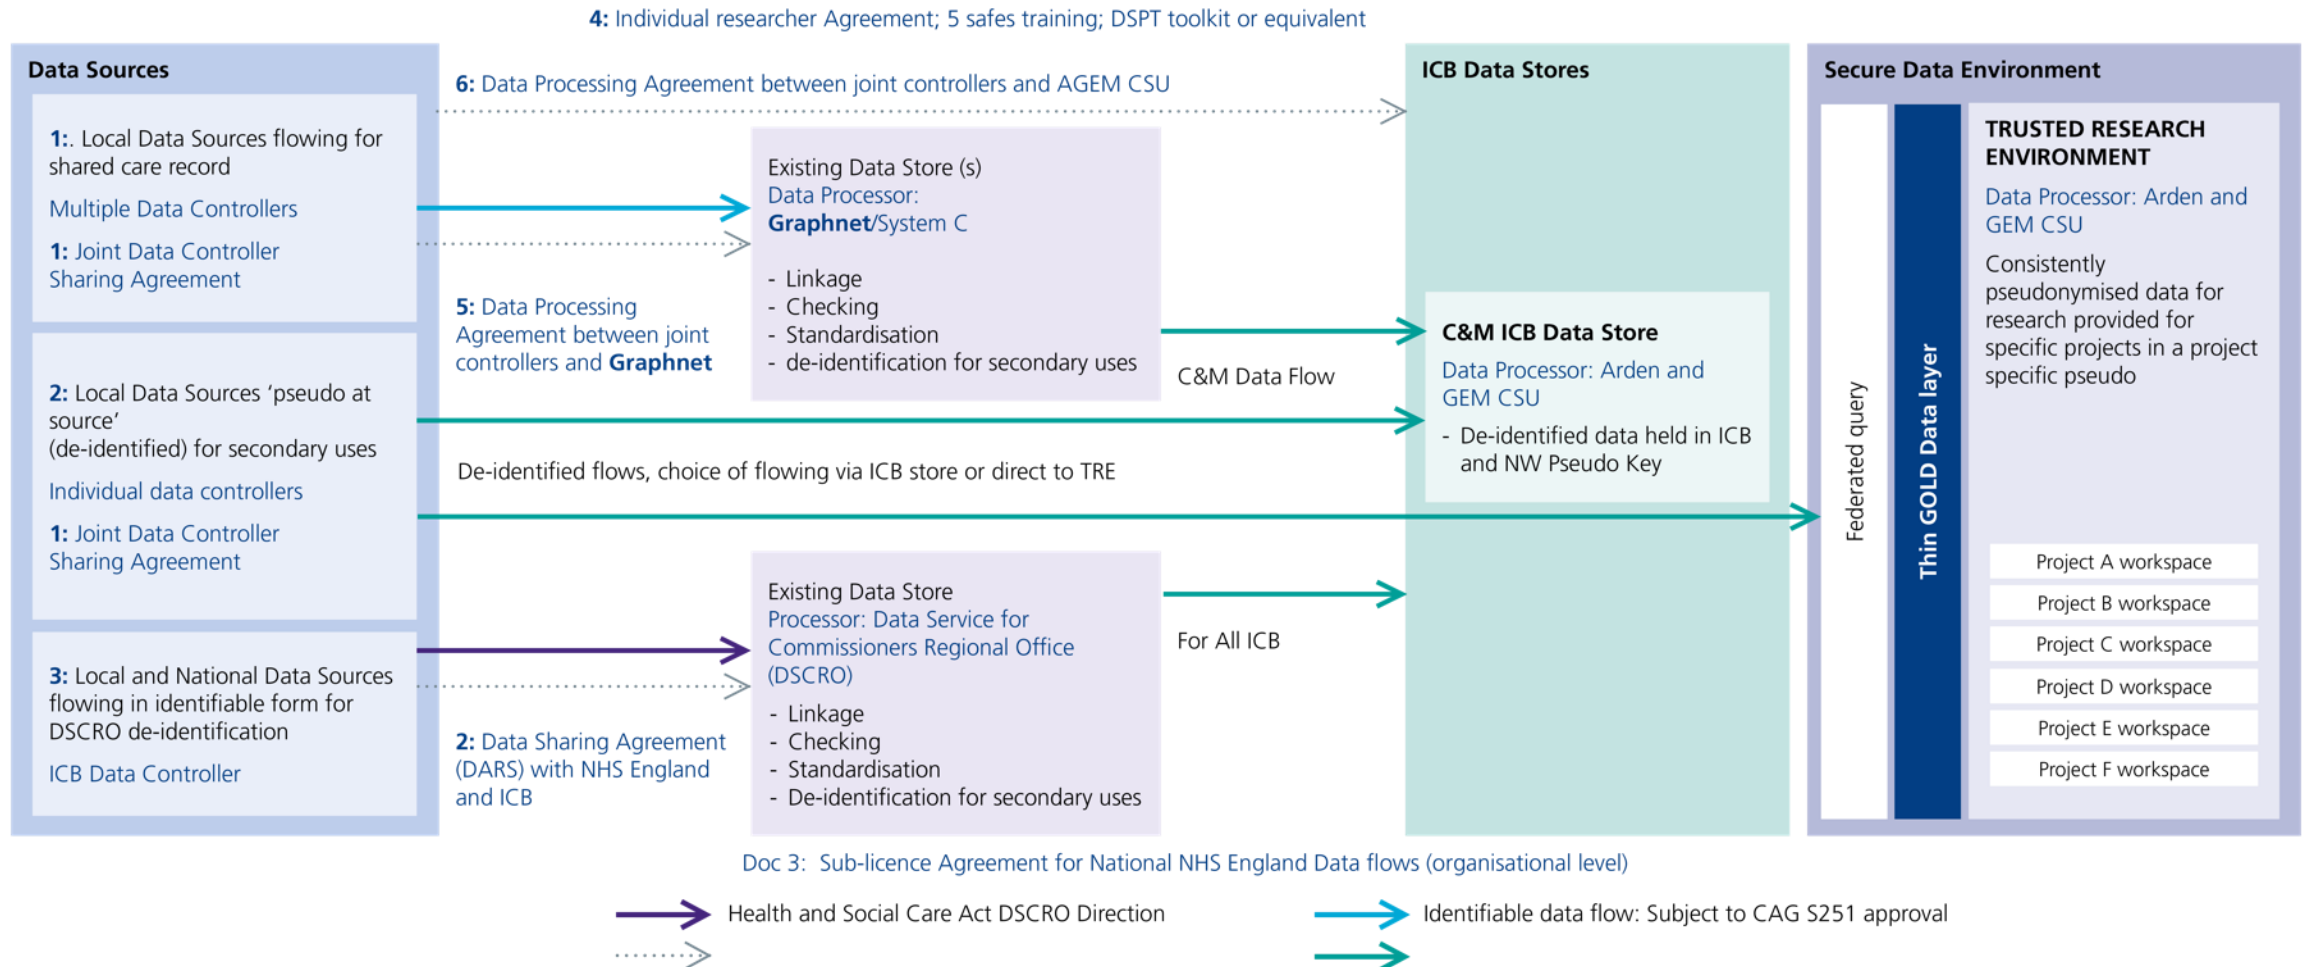 4: Individual researcher Agreement; 5 safes training; DSPT toolkit or equivalent
Data Sources
1:. Local Data Sources flowing for
shared care record
Multiple Data Controllers
1: Joint Data Controller
Sharing Agreement
2: Local Data Sources ‘pseudo at
source’
(de-identified) for secondary uses
Individual data controllers
1: Joint Data Controller
Sharing Agreement
3: Local and National Data Sources
flowing in identifiable form for
DSCRO de-identification
ICB Data Controller
6: Data Processing Agreement between joint controllers and AGEM CSU
5: Data Processing
Agreement between joint
controllers and Graphnet
Existing Data Store (s)
Data Processor:
Graphnet/System C
- Linkage
- Checking
- Standardisation
- de-identification for secondary uses
C&M Data Flow
De-identified flows, choice of flowing via ICB store or direct to TRE
2: Data Sharing Agreement
(DARS) with NHS England
and ICB
Existing Data Store
Processor: Data Service for
Commissioners Regional Office
(DSCRO)
- Linkage
- Checking
- Standardisation
- De-identification for secondary uses
For All ICB
ICB Data Stores
C&M ICB Data Store
Data Processor: Arden and
GEM CSU
- De-identified data held in ICB
and NW Pseudo Key
Secure Data Environment
Federated query
Thin GOLD Data layer
TRUSTED RESEARCH
ENVIRONMENT
Data Processor: Arden and
GEM CSU
Consistently
pseudonymised data for
research provided for
specific projects in a project
specific pseudo
Project A workspace
Project B workspace
Project C workspace
Project D workspace
Project E workspace
Project F workspace
Doc 3: Sub-licence Agreement for National NHS England Data flows (organisational level)
Health and Social Care Act DSCRO Direction
Identifiable data flow: Subject to CAG S251 approval